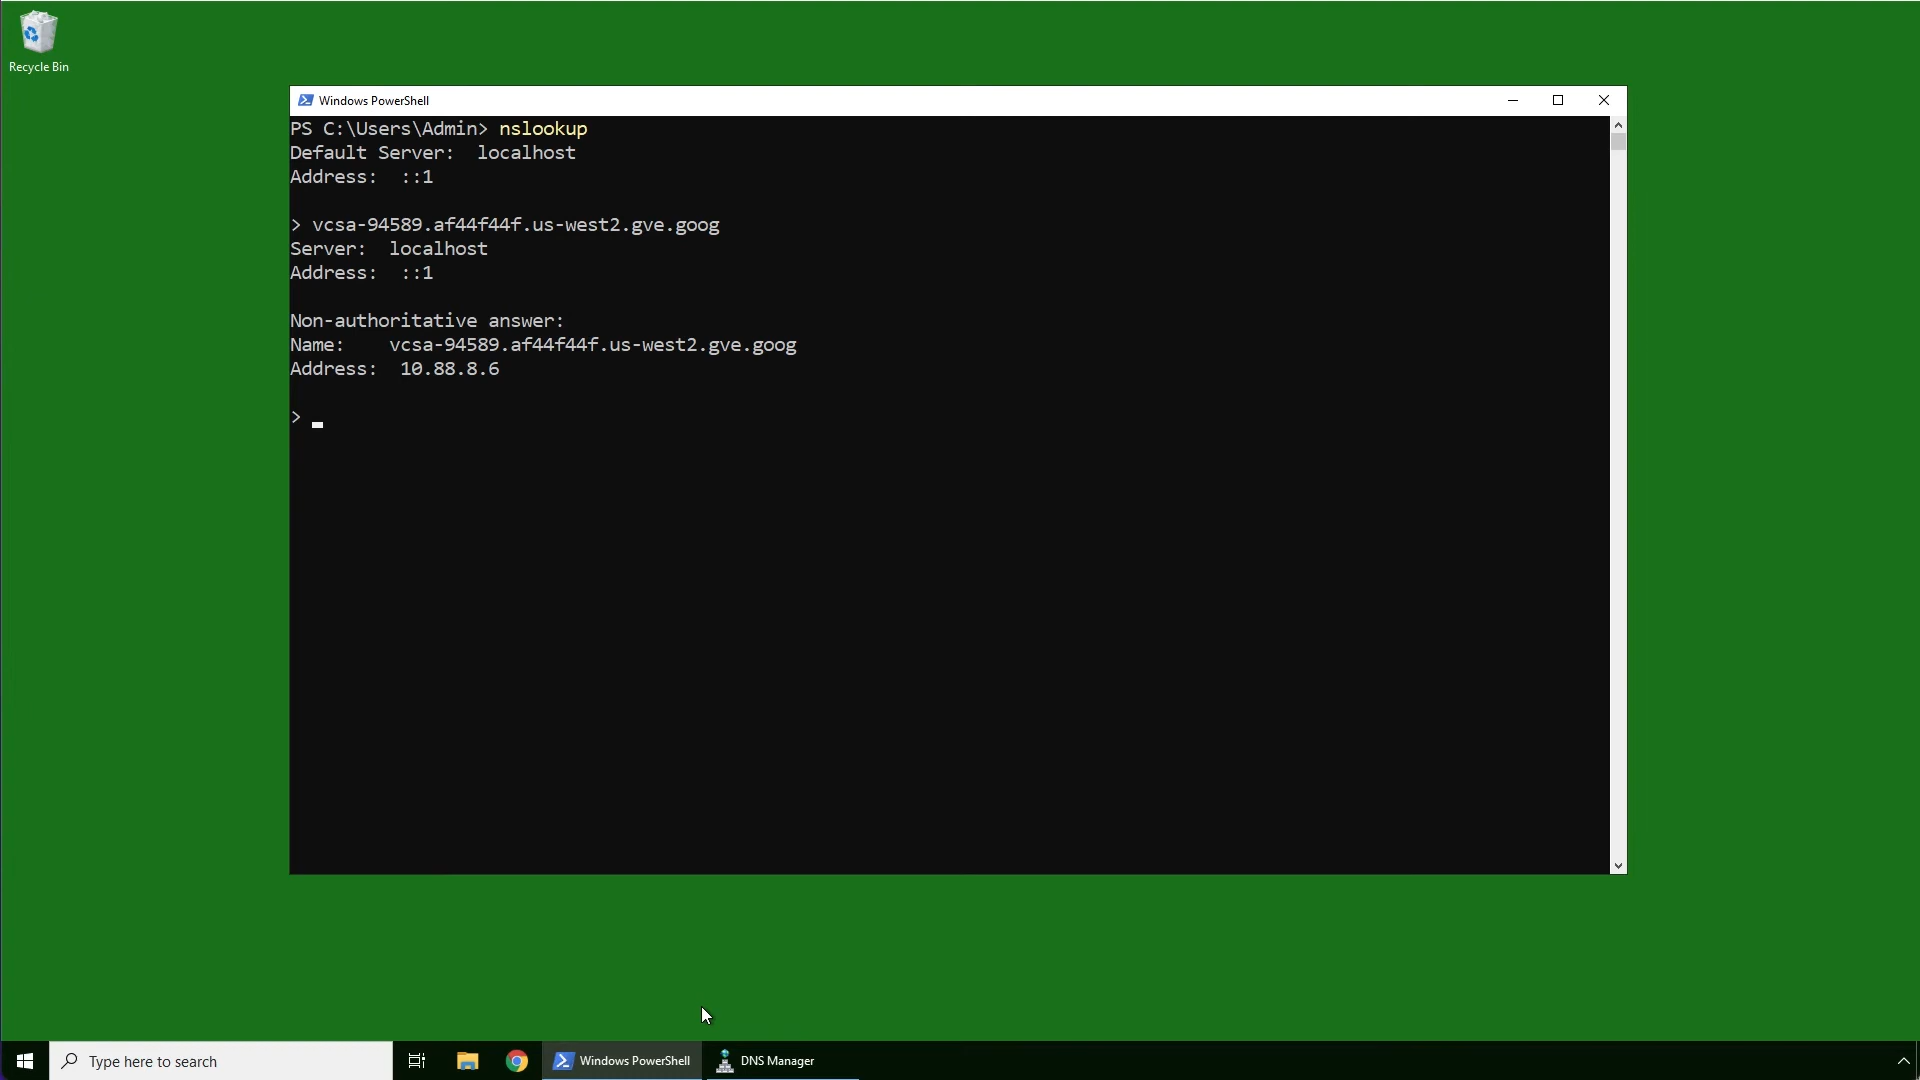 Recycle Bin
Windows PowerShell
PS C:\Users\Admin> nslookup
Default Server:  localhost
Address:  ::1
> vcsa-94589.af44f44f.us-west2.gve.goog
Server:  localhost
Address:  ::1
Non-authoritative answer:
Name:    vcsa-94589.af44f44f.us-west2.gve.goog
Address:  10.88.8.6
>
Type here to search
Windows PowerShell
DNS Manager